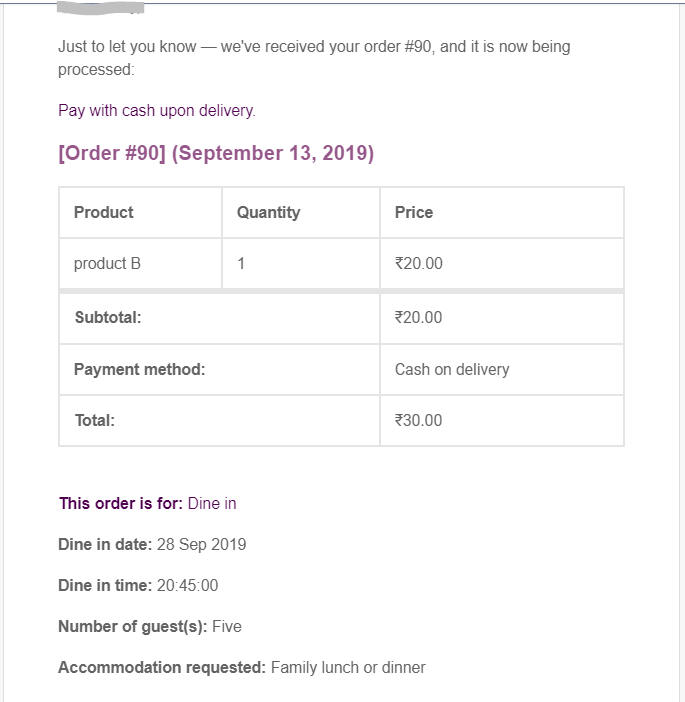 Just to let you know — we've received your order #90, and it is now being
processed:
Pay with cash upon delivery.
[Order #90] (September 13, 2019)
Product Quantity Price
product B 1 ₹20.00
Subtotal: ₹20.00
Payment method: Cash on delivery
Total: ₹30.00
This order is for: Dine in
Dine in date: 28 Sep 2019
Dine in time: 20:45:00
Number of guest(s): Five
Accommodation requested: Family lunch or dinner